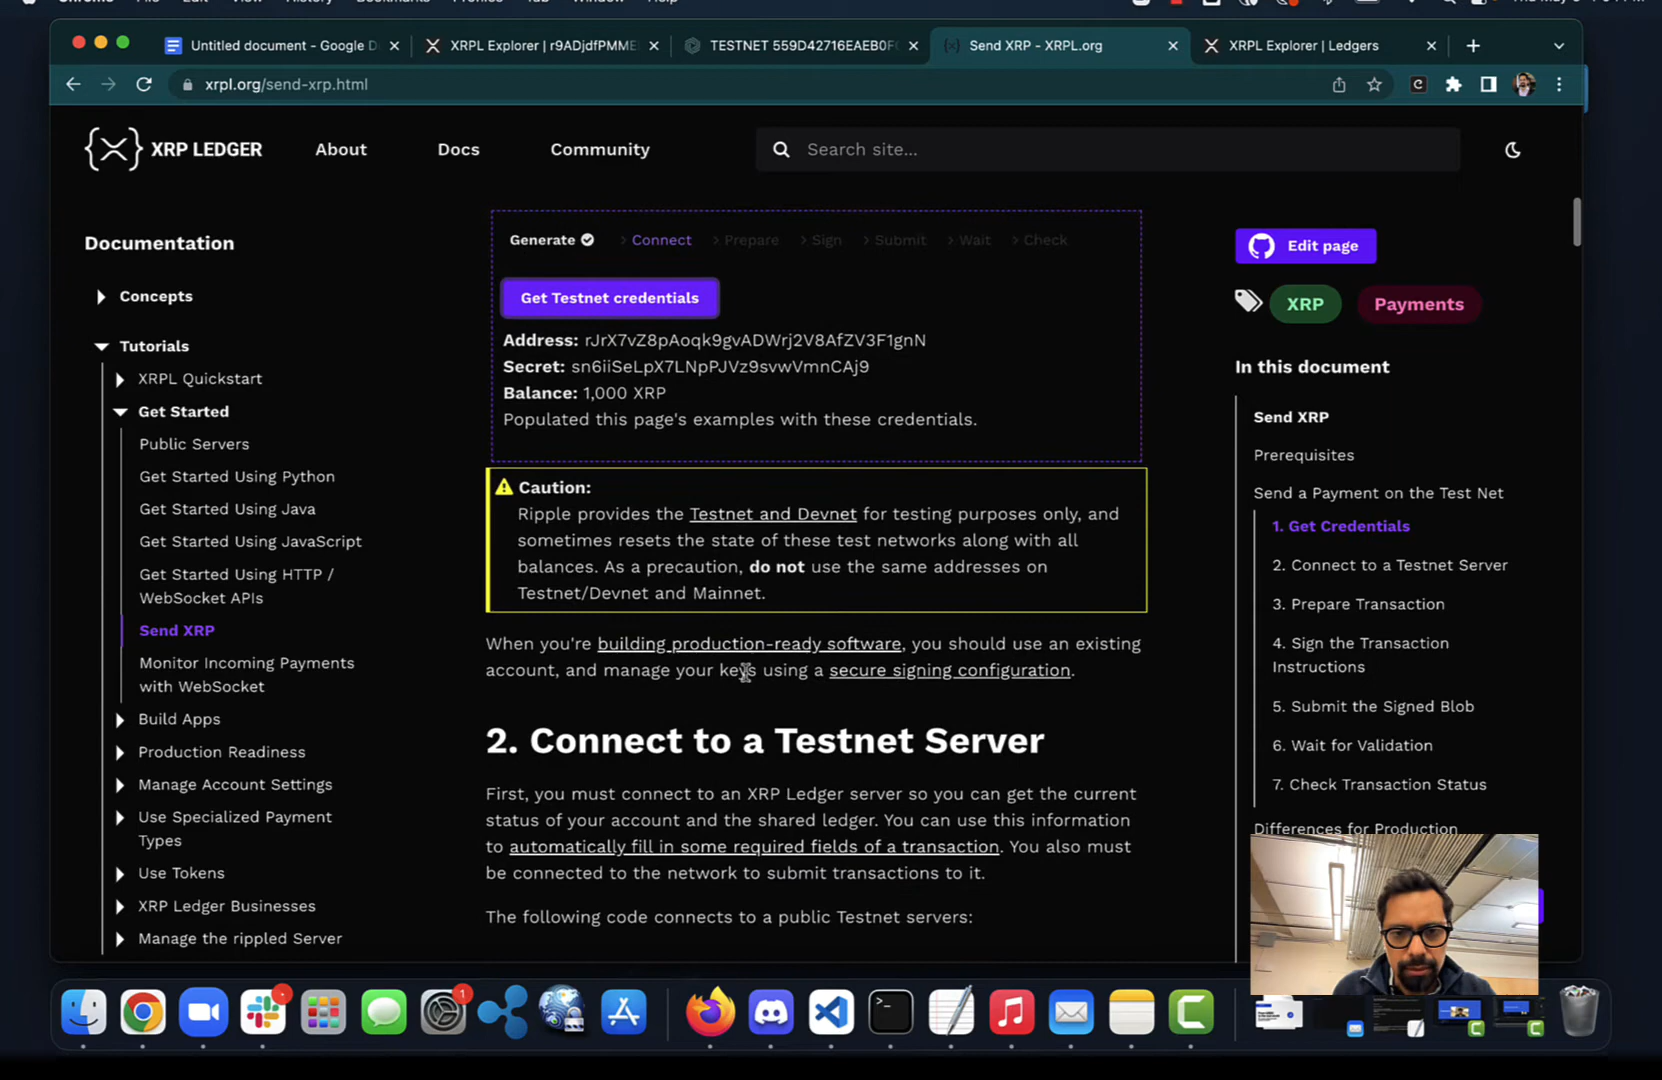 Untitled document - Google D
XRPL Explorer | r9ADjdfPMME
TESTNET 559D42716EAEB0F
Send XRP - XRPL.org
XRPL Explorer | Ledgers
xrpl.org/send-xrp.html
XRP LEDGER
About
Docs
Community
Search site...
Documentation
Concepts
Tutorials
XRPL Quickstart
Get Started
Public Servers
Get Started Using Python
Get Started Using Java
Get Started Using JavaScript
Get Started Using HTTP /
WebSocket APIs
Send XRP
Monitor Incoming Payments
with WebSocket
Build Apps
Production Readiness
Manage Account Settings
Use Specialized Payment
Types
Use Tokens
XRP Ledger Businesses
Manage the rippled Server
Generate > Connect > Prepare > Sign > Submit > Wait > Check
Get Testnet credentials
Address: rJrX7vZ8pAoqk9gvADWrj2V8AfZV3F1gnN
Secret: sn6iiSeLpX7LNpPJVz9svwVmnCAj9
Balance: 1,000 XRP
Populated this page's examples with these credentials.
Caution:
Ripple provides the Testnet and Devnet for testing purposes only, and
sometimes resets the state of these test networks along with all
balances. As a precaution, do not use the same addresses on
Testnet/Devnet and Mainnet.
When you're building production-ready software, you should use an existing
account, and manage your keys using a secure signing configuration.
2. Connect to a Testnet Server
First, you must connect to an XRP Ledger server so you can get the current
status of your account and the shared ledger. You can use this information
to automatically fill in some required fields of a transaction. You also must
be connected to the network to submit transactions to it.
The following code connects to a public Testnet servers:
Edit page
XRP
Payments
In this document
Send XRP
Prerequisites
Send a Payment on the Test Net
1. Get Credentials
2. Connect to a Testnet Server
3. Prepare Transaction
4. Sign the Transaction
Instructions
5. Submit the Signed Blob
6. Wait for Validation
7. Check Transaction Status
Differences for Production
1